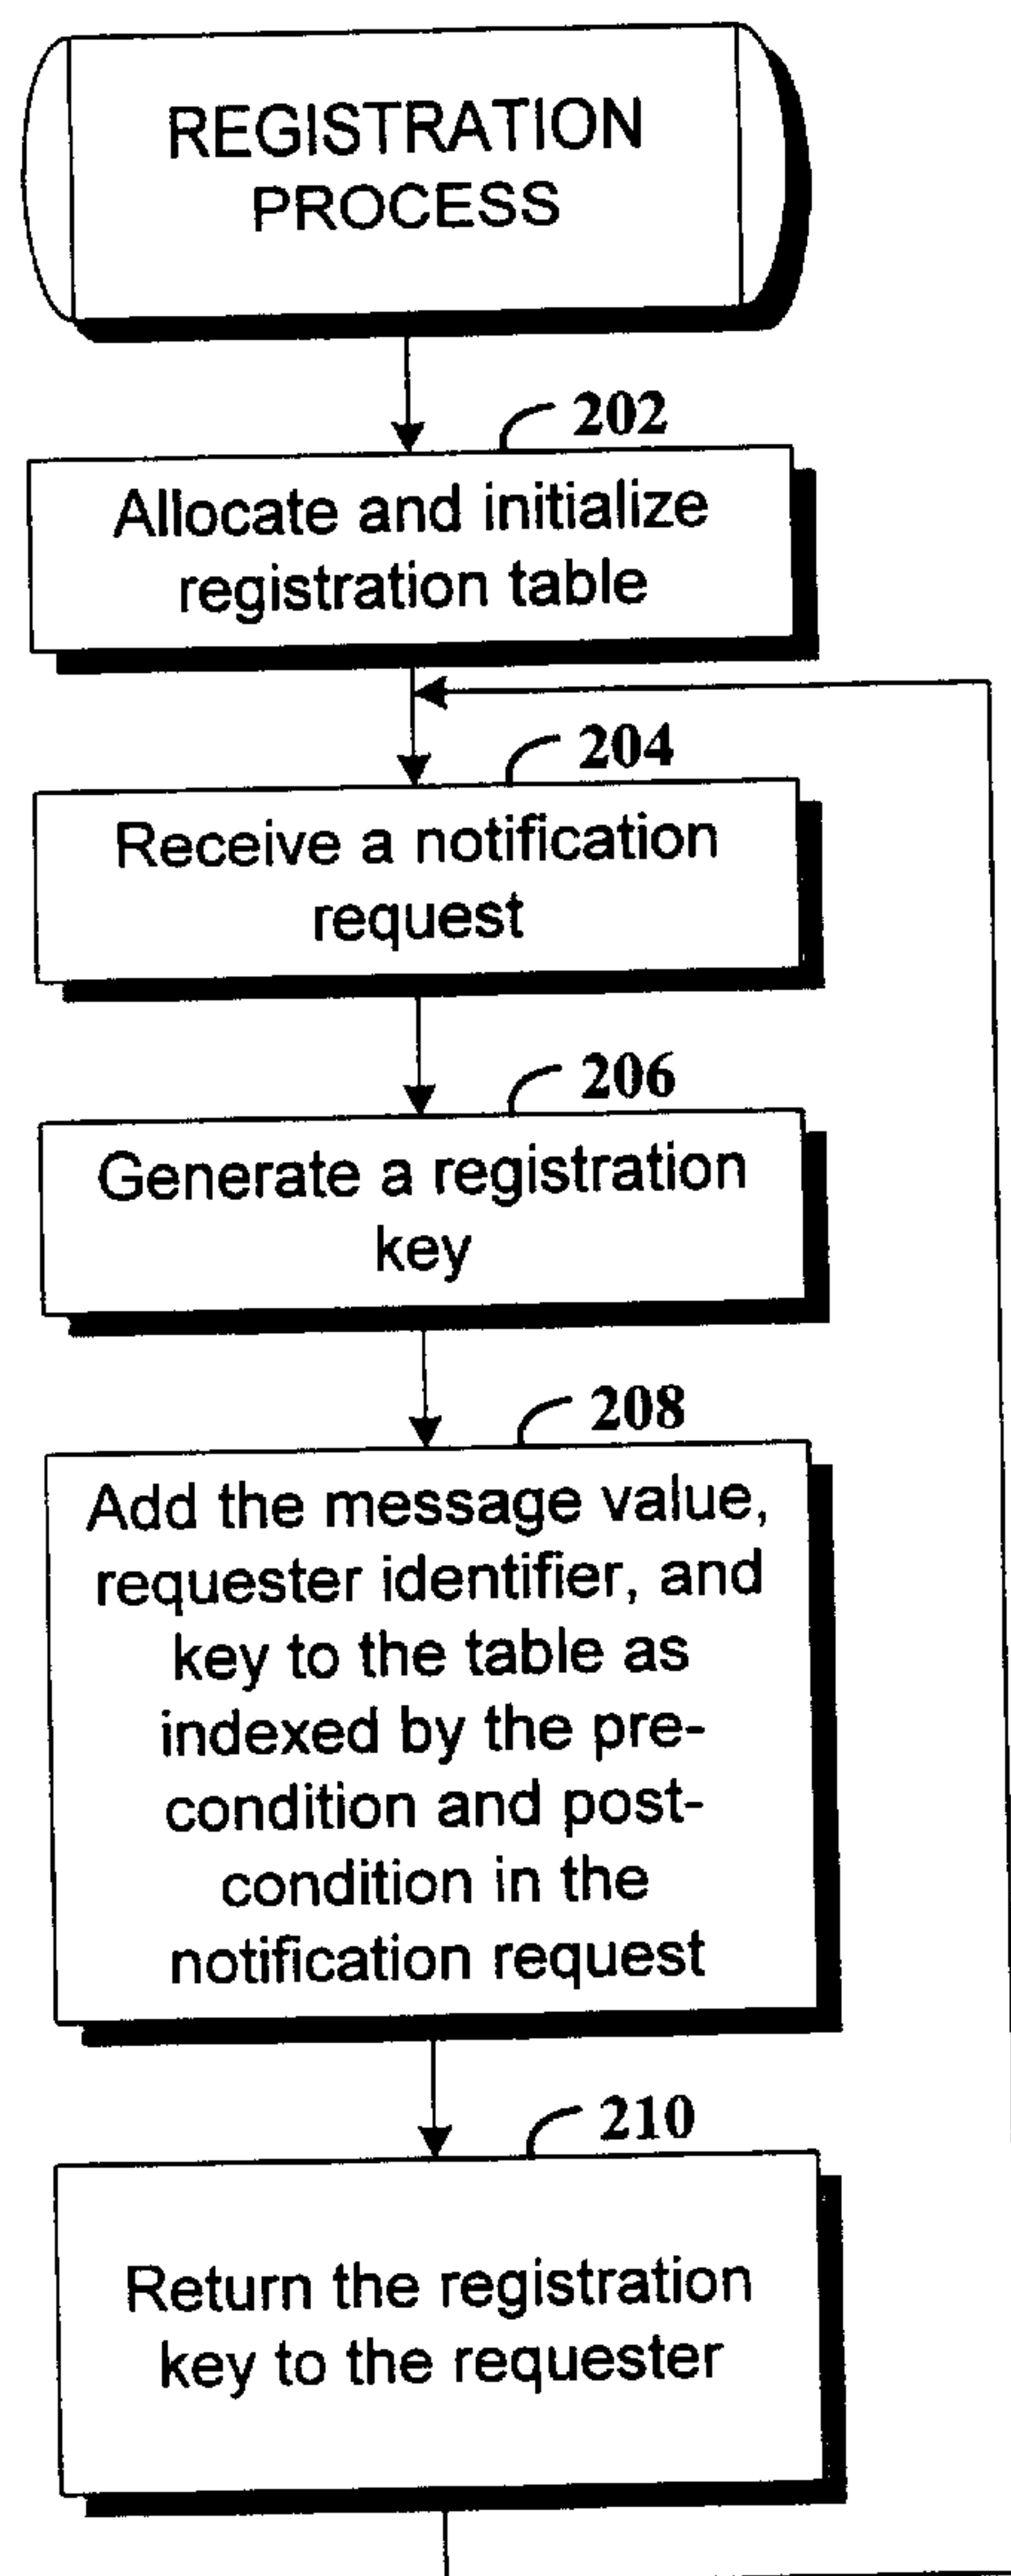 REGISTRATION
PROCESS
202
Allocate and initialize
registration table
204
Receive a notification
request
206
Generate a registration
key
208
Add the message value,
requester identifier, and
key to the table as
indexed by the pre-
condition and post-
condition in the
notification request
210
Return the registration
key to the requester